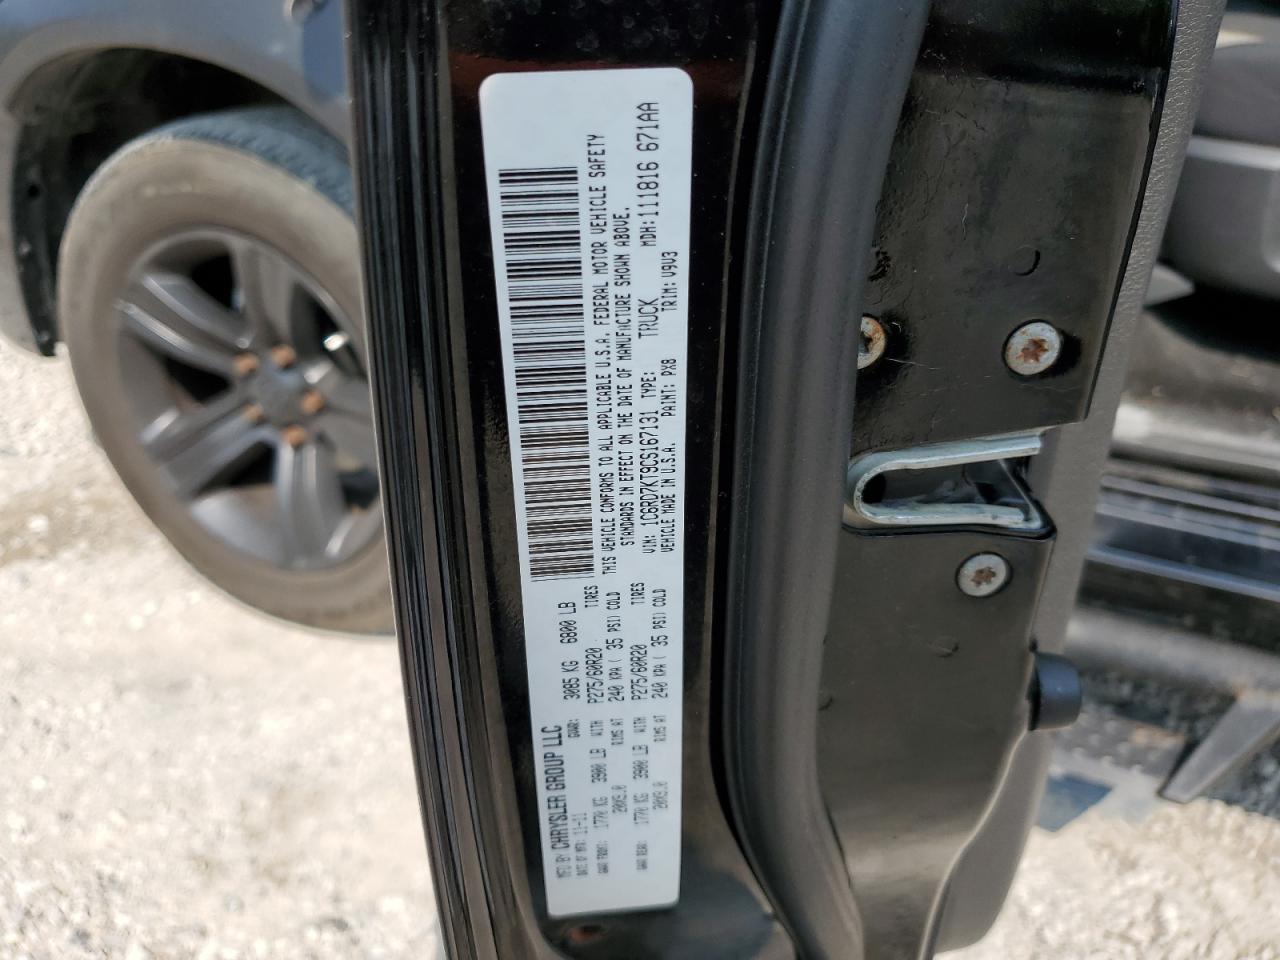 MFD BY: CHRYSLER GROUP LLC
DATE OF MFR: 11-11 GVWR: 3085 KG 6800 LB
GAWR FRONT: 1770 KG 3900 LB WITH P275/60R20 TIRES
20X9.0 RIMS AT 240 KPA ( 35 PSI) COLD
GAWR REAR: 1770 KG 3900 LB WITH P275/60R20 TIRES
20X9.0 RIMS AT 240 KPA ( 35 PSI) COLD
THIS VEHICLE CONFORMS TO ALL APPLICABLE U.S.A. FEDERAL MOTOR VEHICLE SAFETY
STANDARDS IN EFFECT ON THE DATE OF MANUFACTURE SHOWN ABOVE.
VIN: 1C6RD7KT9CS167131 TYPE: TRUCK MDH:111816 671AA
VEHICLE MADE IN U.S.A. PAINT: PX8 TRIM: V9V3